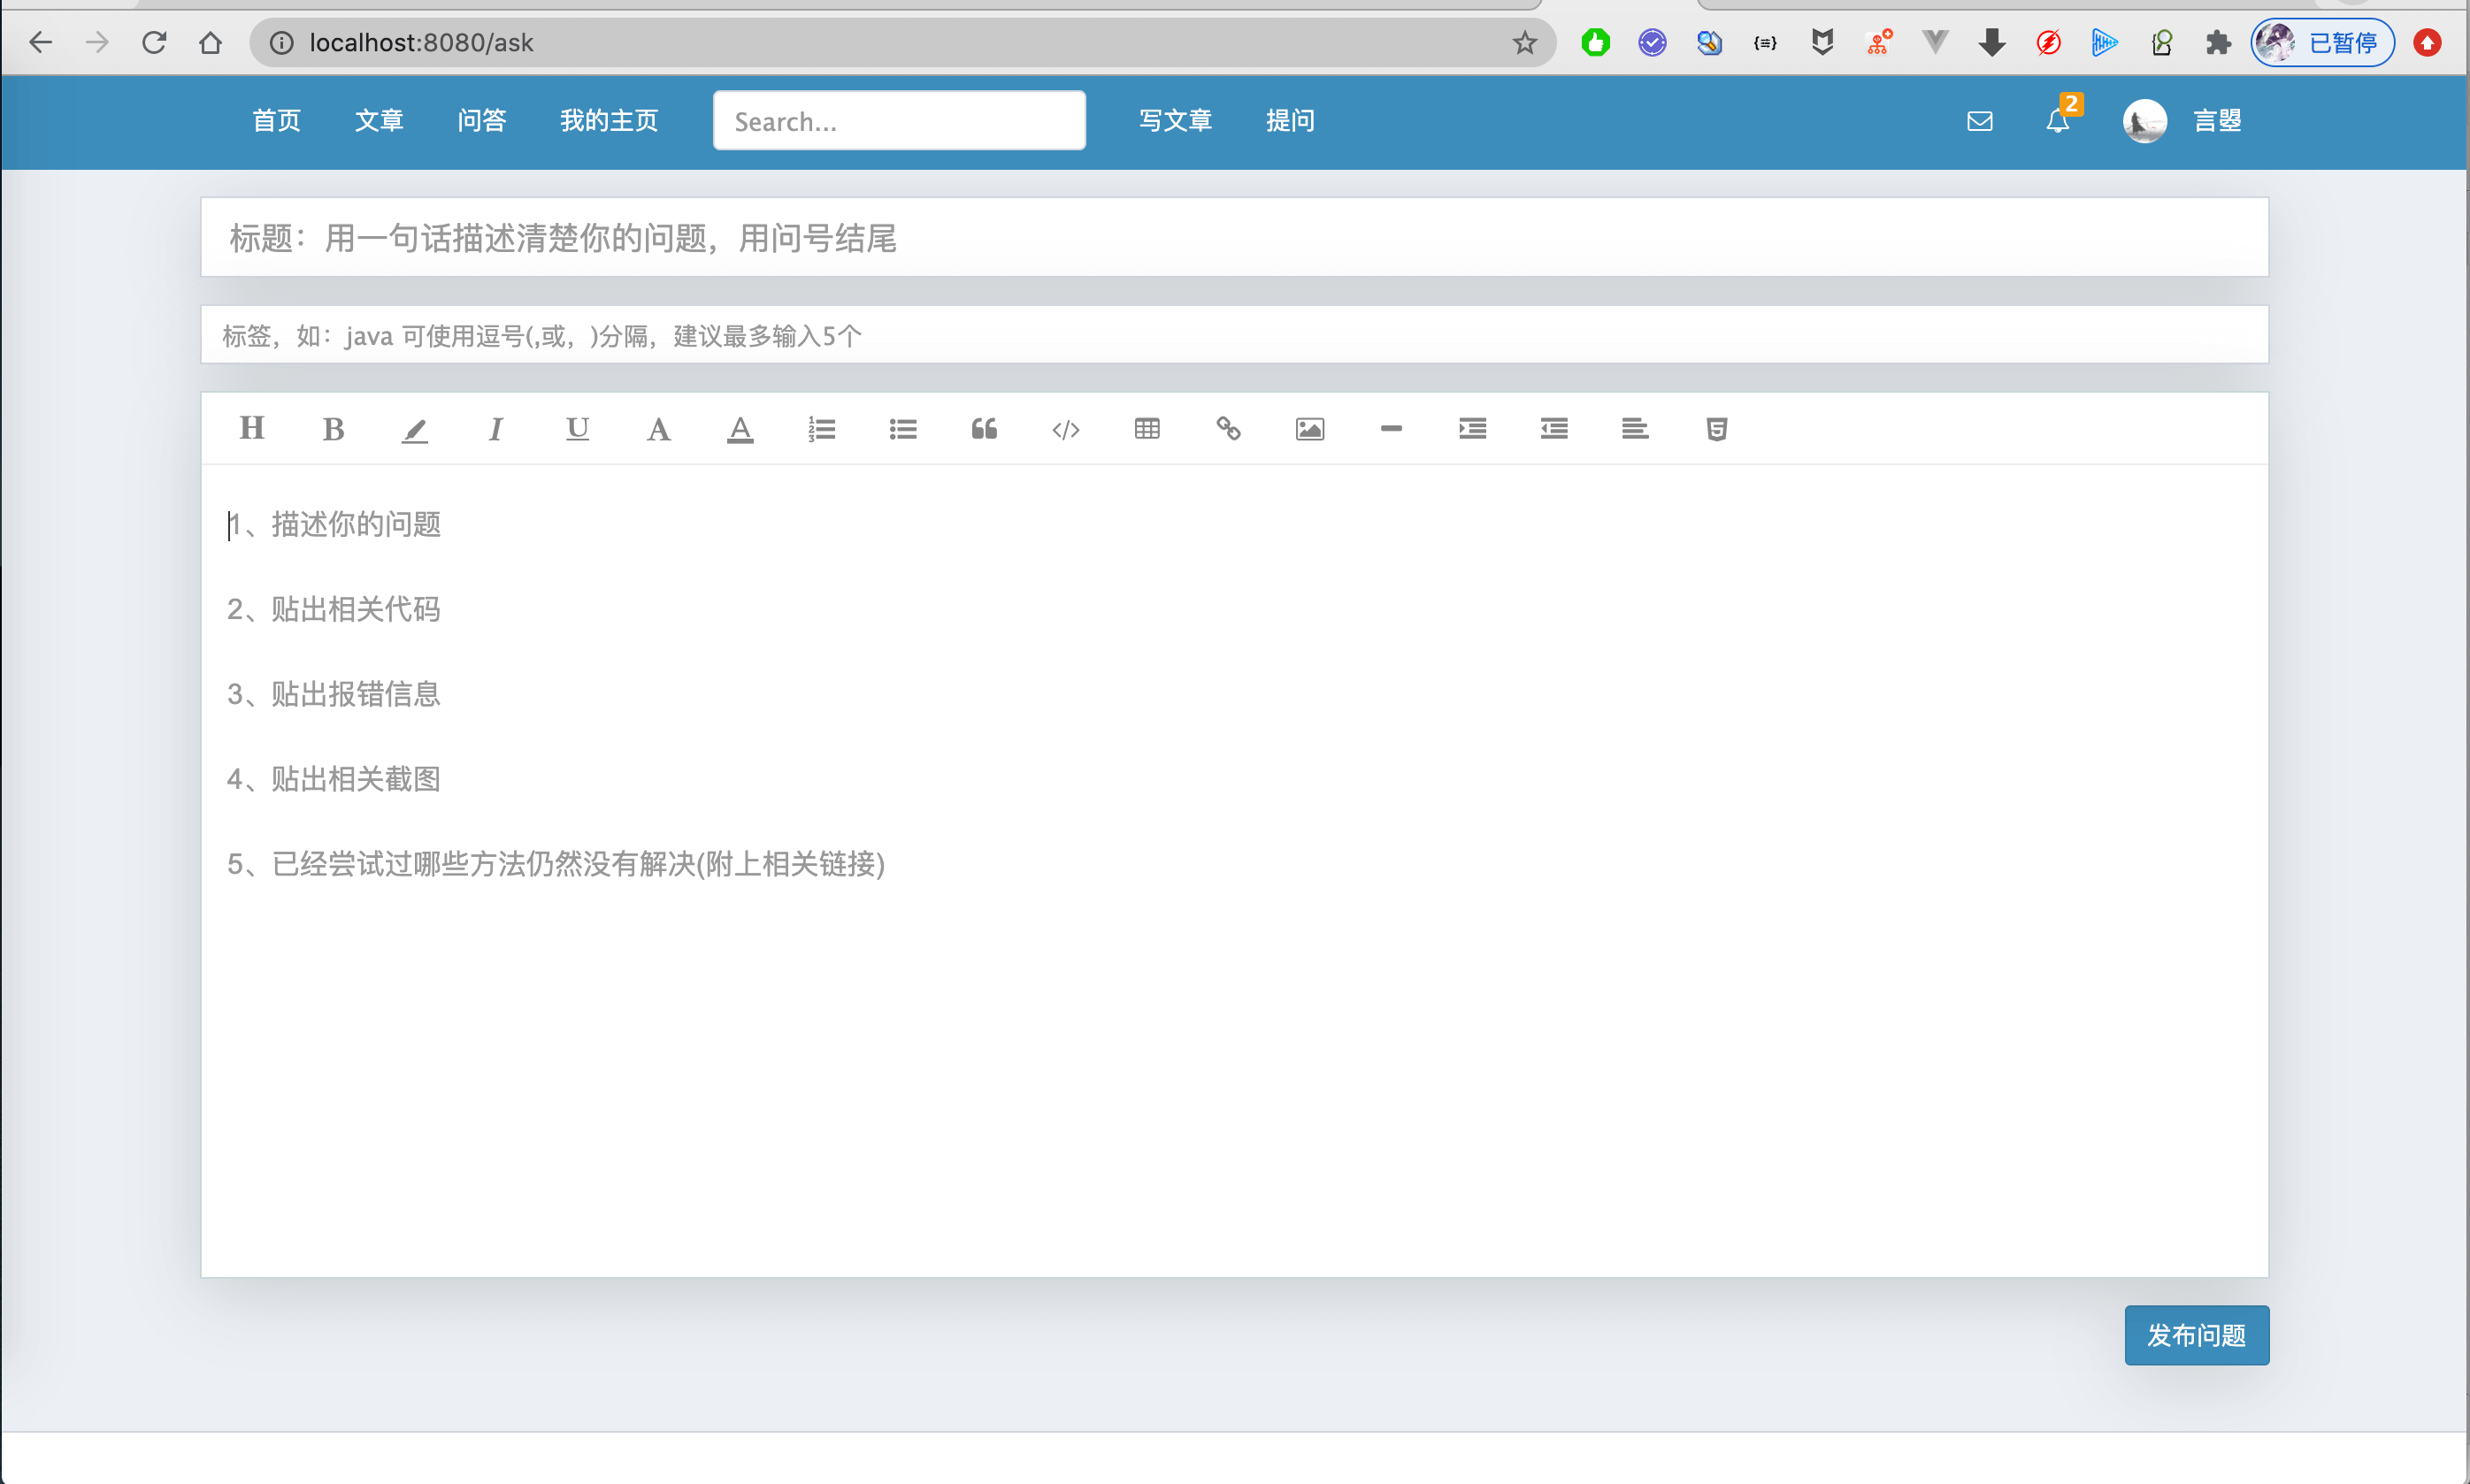 localhost:8080/ask
已暂停
首页 文章 问答 我的主页 Search... 写文章 提问 2 言曌
标题：用一句话描述清楚你的问题，用问号结尾
标签，如：java 可使用逗号(,或，)分隔，建议最多输入5个
H B I U A A
1、描述你的问题
2、贴出相关代码
3、贴出报错信息
4、贴出相关截图
5、已经尝试过哪些方法仍然没有解决(附上相关链接)
发布问题